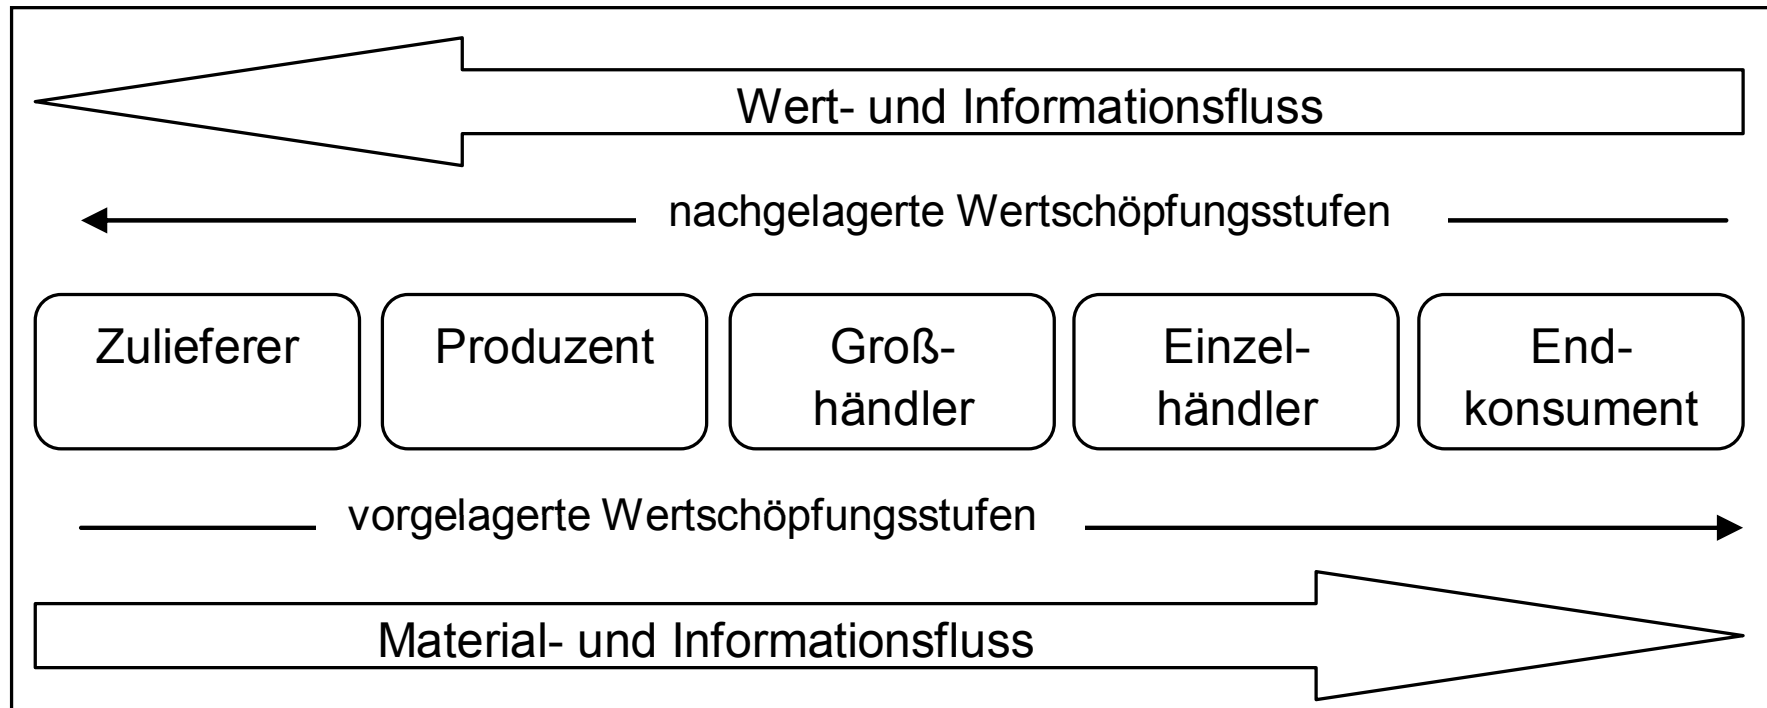 Wert- und Informationsfluss
nachgelagerte Wertschöpfungsstufen
Zulieferer
Produzent
Groß-
händler
Einzel-
händler
End-
konsument
vorgelagerte Wertschöpfungsstufen
Material- und Informationsfluss